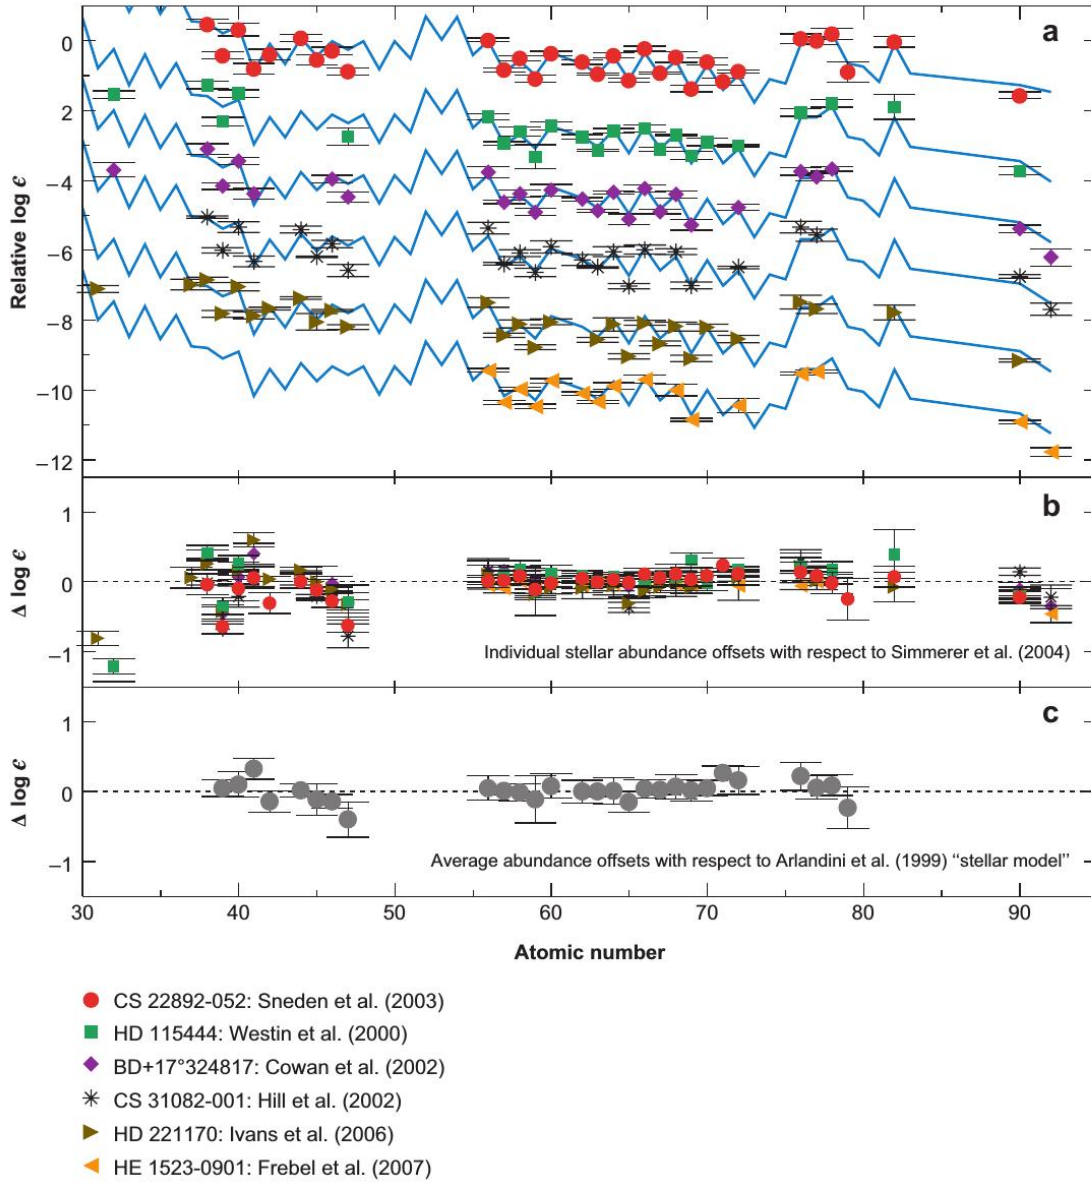 a
0
2
−4
−6
−8
−10
−12
Relative log ϵ
b
1
0
−1
Δ log ϵ
Individual stellar abundance offsets with respect to Simmerer et al. (2004)
c
1
0
−1
Δ log ϵ
Average abundance offsets with respect to Arlandini et al. (1999) “stellar model”
30 40 50 60 70 80 90
Atomic number
CS 22892-052: Sneden et al. (2003)
HD 115444: Westin et al. (2000)
BD+17°324817: Cowan et al. (2002)
CS 31082-001: Hill et al. (2002)
HD 221170: Ivans et al. (2006)
HE 1523-0901: Frebel et al. (2007)